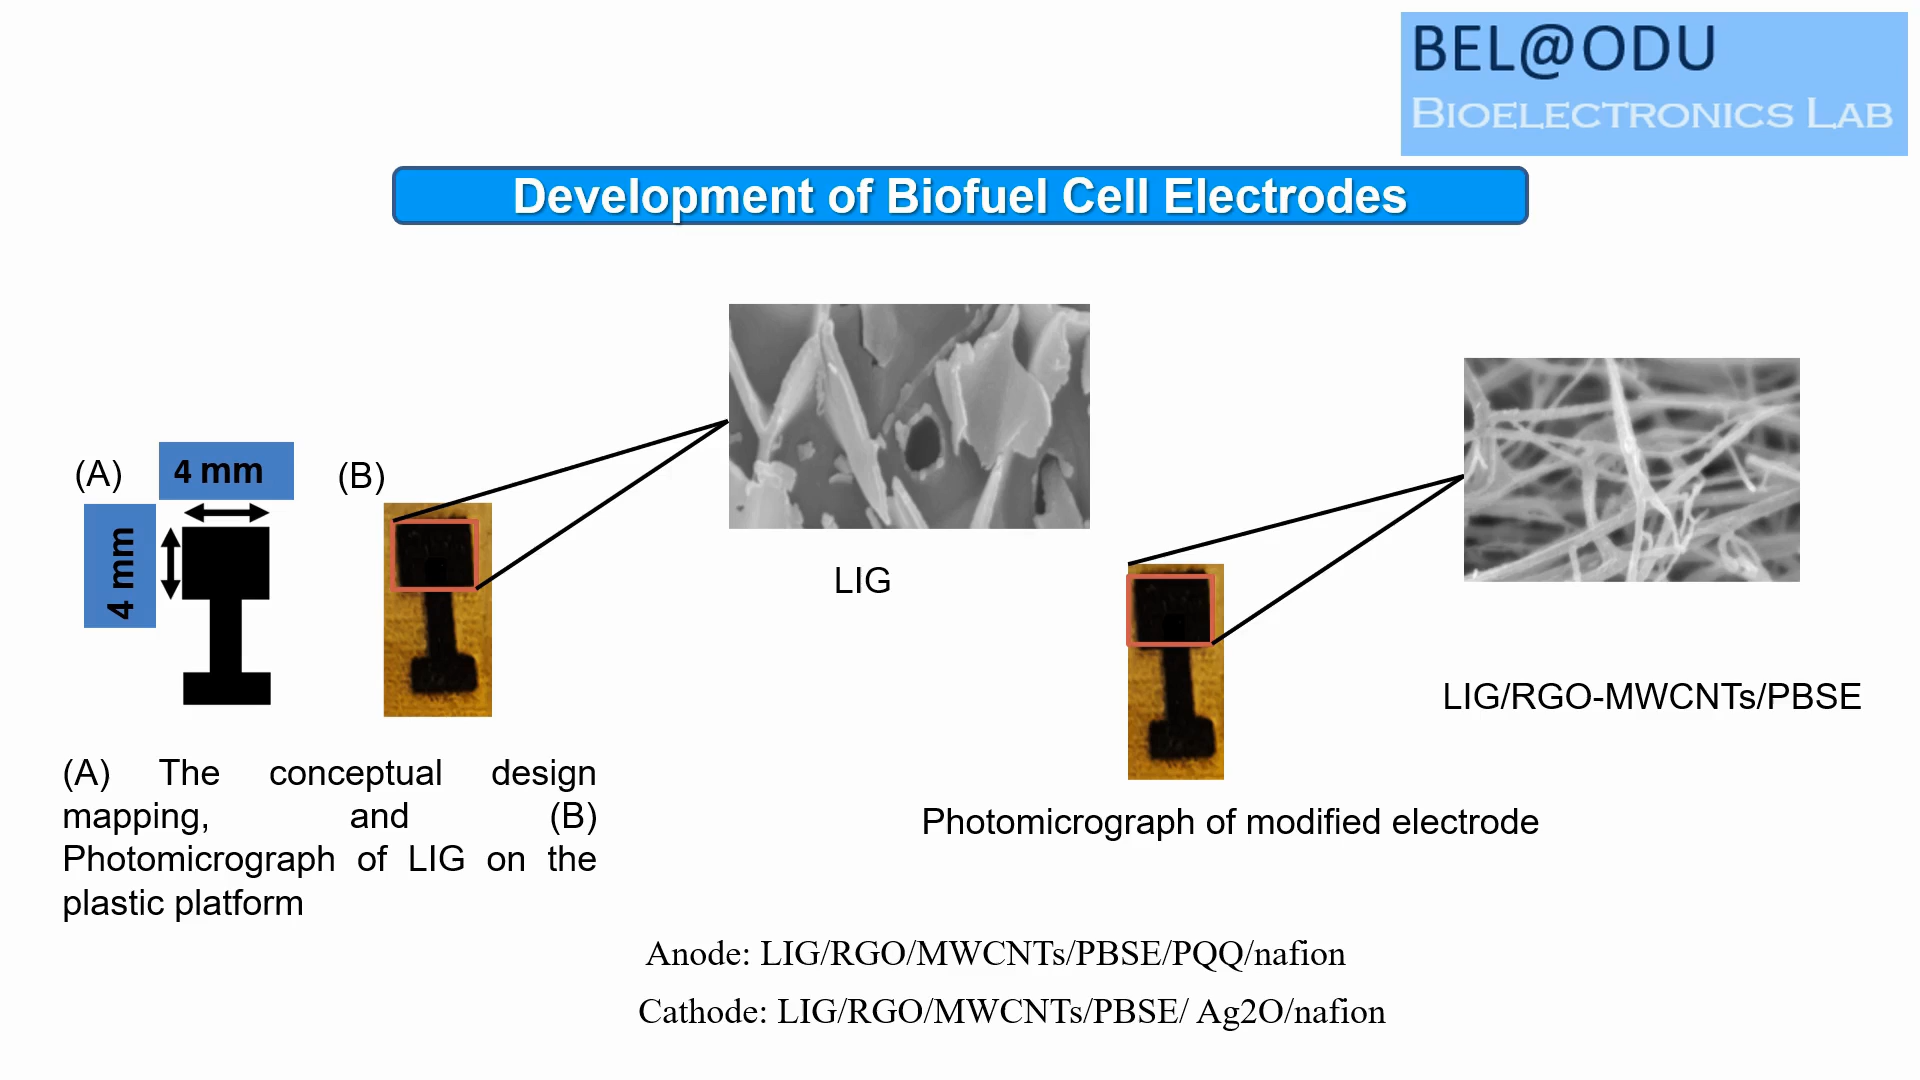 BEL@ODU
BIOELECTRONICS LAB
Development of Biofuel Cell Electrodes
(A)
4 mm
4 mm
(B)
LIG
LIG/RGO-MWCNTs/PBSE
(A) The conceptual design
mapping, and (B)
Photomicrograph of LIG on the
plastic platform
Photomicrograph of modified electrode
Anode: LIG/RGO/MWCNTs/PBSE/PQQ/nafion
Cathode: LIG/RGO/MWCNTs/PBSE/ Ag2O/nafion